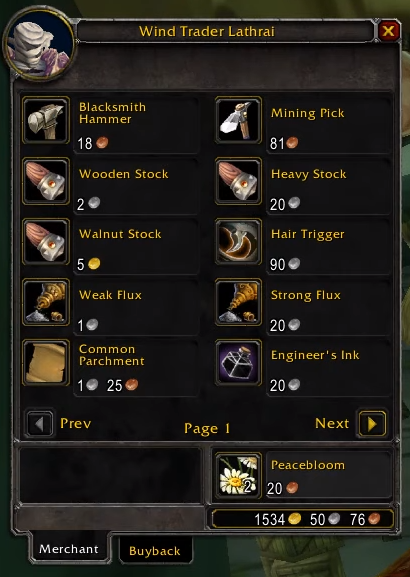 Wind Trader Lathrai
Blacksmith
Hammer
18
Mining Pick
81
Wooden Stock
2
Heavy Stock
20
Walnut Stock
5
Hair Trigger
90
Weak Flux
1
Strong Flux
20
Common
Parchment
1 25
Engineer's Ink
20
Prev
Page 1
Next
2
Peacebloom
20
1534 50 76
Merchant
Buyback